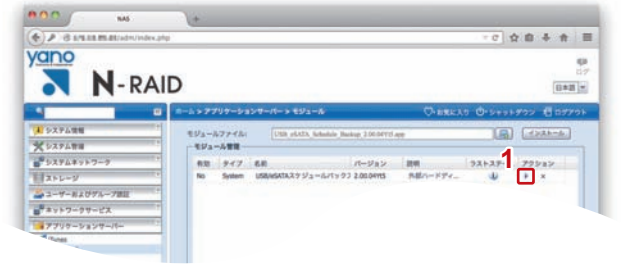 NAS
yano
N-RAID
ログ
日本語
ホーム > アプリケーションサーバー > モジュール
お気に入り
シャットダウン
ログアウト
システム情報
システム管理
システムネットワーク
ストレージ
ユーザーおよびグループ認証
ネットワークサービス
アプリケーションサーバー
iTunes
モジュールファイル:
インストール
モジュール管理
有効 タイプ 名前 バージョン 説明 ラストステー アクション
No System USB/eSATAスケジュールバックア 2.00.04YtS 外部ハードディ...
1